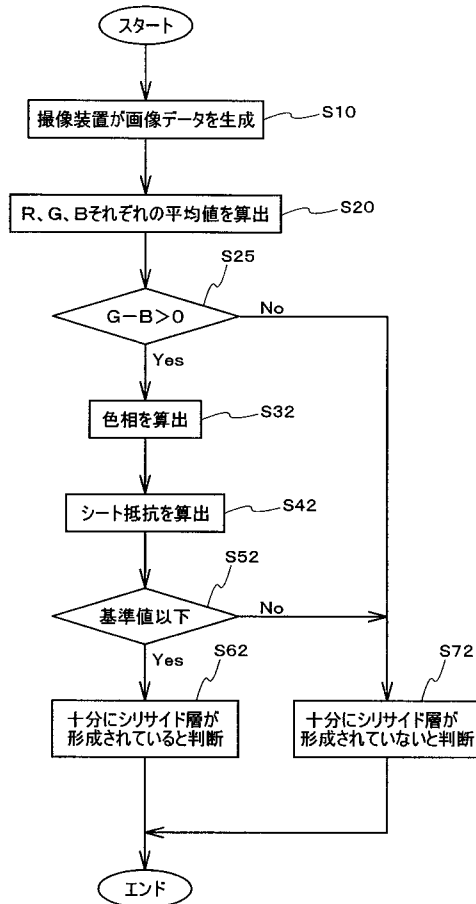 スタート
撮像装置が画像データを生成
S10
R、G、Bそれぞれの平均値を算出
S20
S25
G−B>0
No
Yes
色相を算出
S32
シート抵抗を算出
S42
S52
基準値以下
No
Yes
S62
十分にシリサイド層が
形成されていると判断
S72
十分にシリサイド層が
形成されていないと判断
エンド